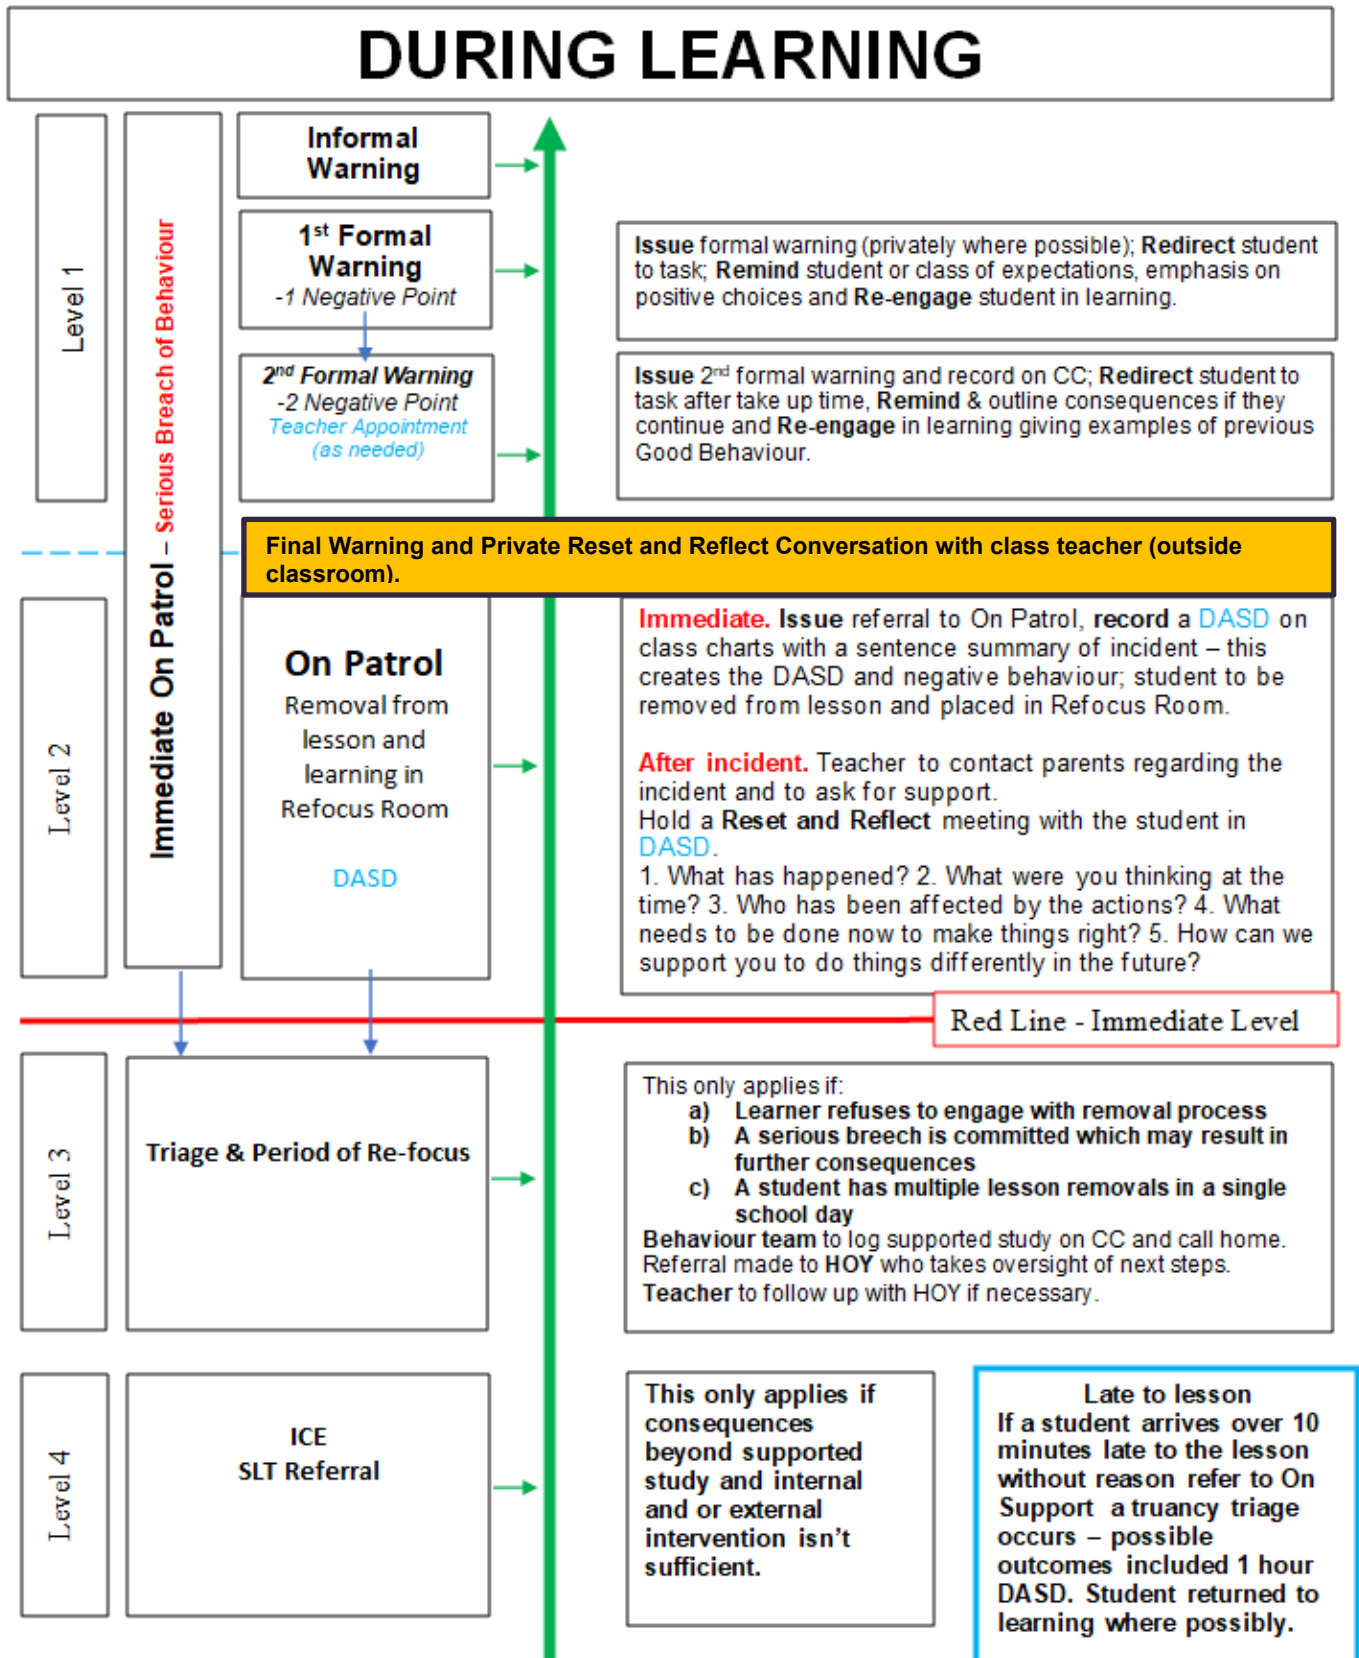 DURING LEARNING
Level 1
Immediate On Patrol – Serious Breach of Behaviour
Informal
Warning
1st Formal
Warning
-1 Negative Point
Issue formal warning (privately where possible); Redirect student
to task; Remind student or class of expectations, emphasis on
positive choices and Re-engage student in learning.
2nd Formal Warning
-2 Negative Point
Teacher Appointment
(as needed)
Issue 2nd formal warning and record on CC; Redirect student to
task after take up time, Remind & outline consequences if they
continue and Re-engage in learning giving examples of previous
Good Behaviour.
Final Warning and Private Reset and Reflect Conversation with class teacher (outside
classroom).
Level 2
On Patrol
Removal from
lesson and
learning in
Refocus Room
DASD
Immediate. Issue referral to On Patrol, record a DASD on
class charts with a sentence summary of incident – this
creates the DASD and negative behaviour; student to be
removed from lesson and placed in Refocus Room.
After incident. Teacher to contact parents regarding the
incident and to ask for support.
Hold a Reset and Reflect meeting with the student in
DASD.
1. What has happened? 2. What were you thinking at the
time? 3. Who has been affected by the actions? 4. What
needs to be done now to make things right? 5. How can we
support you to do things differently in the future?
Red Line - Immediate Level
Level 3
Triage & Period of Re-focus
This only applies if:
a) Learner refuses to engage with removal process
b) A serious breech is committed which may result in
further consequences
c) A student has multiple lesson removals in a single
school day
Behaviour team to log supported study on CC and call home.
Referral made to HOY who takes oversight of next steps.
Teacher to follow up with HOY if necessary.
Level 4
ICE
SLT Referral
This only applies if
consequences
beyond supported
study and internal
and or external
intervention isn't
sufficient.
Late to lesson
If a student arrives over 10
minutes late to the lesson
without reason refer to On
Support a truancy triage
occurs – possible
outcomes included 1 hour
DASD. Student returned to
learning where possibly.